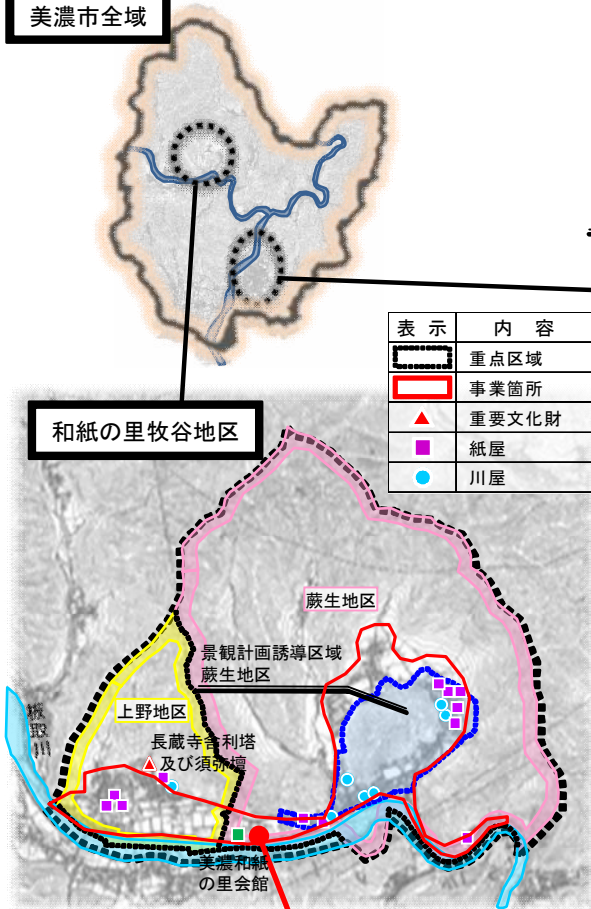 美濃市全域
表示 内容
重点区域
事業箇所
重要文化財
紙屋
川屋
和紙の里牧谷地区
蕨生地区
景観計画誘導区域
蕨生地区
上野地区
長蔵寺舎利塔
及び須弥壇
板取川
美濃和紙
の里会館